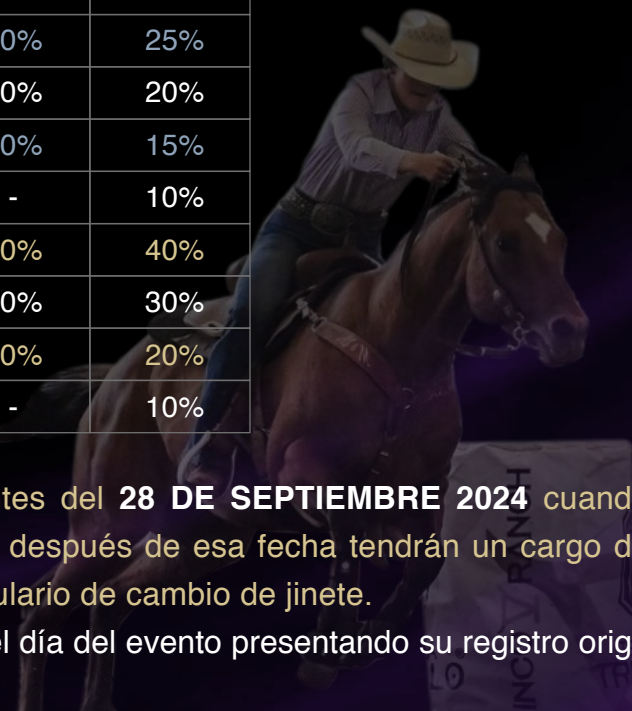 0% 25%
0% 20%
0% 15%
- 10%
0% 40%
0% 30%
0% 20%
- 10%
tes del 28 DE SEPTIEMBRE 2024 cuand
después de esa fecha tendrán un cargo d
ulario de cambio de jinete.
el día del evento presentando su registro orig
RANCH